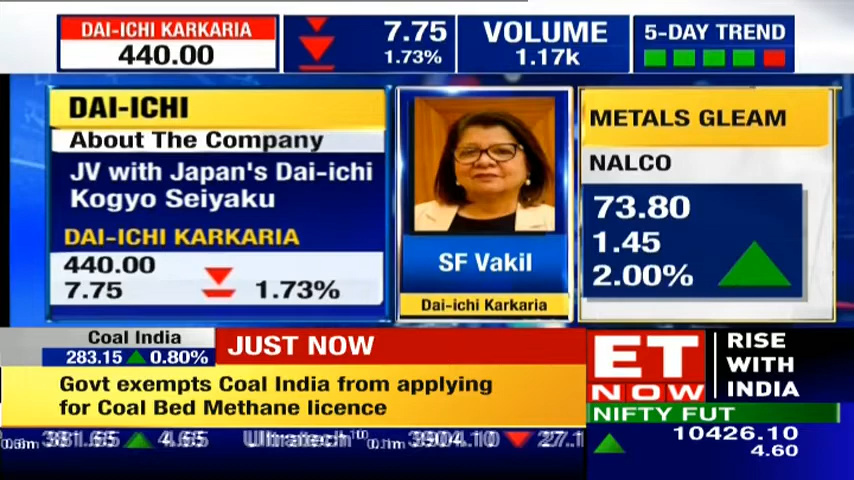 DAI-ICHI KARKARIA
440.00
7.75
1.73%
VOLUME
1.17k
5-DAY TREND
DAI-ICHI
About The Company
JV with Japan's Dai-ichi
Kogyo Seiyaku
DAI-ICHI KARKARIA
440.00
7.75
1.73%
SF Vakil
Dai-ichi Karkaria
METALS GLEAM
NALCO
73.80
1.45
2.00%
Coal India
283.15 0.80%
JUST NOW
Govt exempts Coal India from applying
for Coal Bed Methane licence
ET
NOW
RISE
WITH
INDIA
NIFTY FUT
10426.10
4.60
4.65 Ultratech 3904.10 27.1